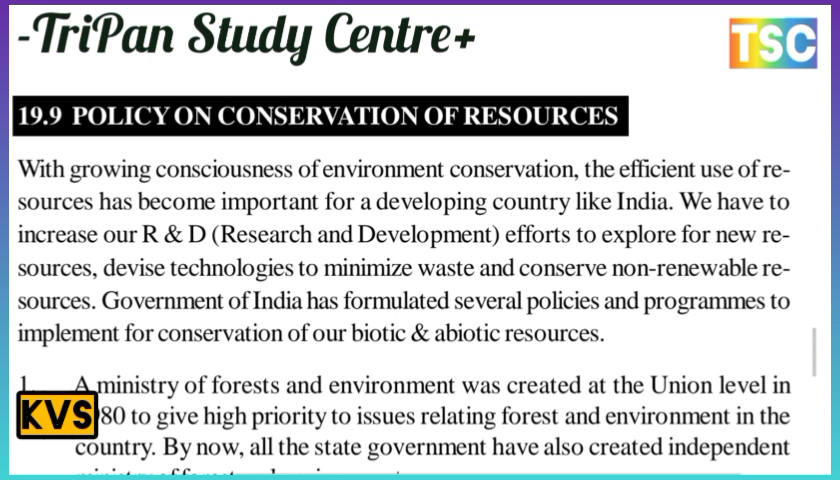 -TriPan Study Centre+
TSC
19.9 POLICY ON CONSERVATION OF RESOURCES
With growing consciousness of environment conservation, the efficient use of re-
sources has become important for a developing country like India. We have to
increase our R & D (Research and Development) efforts to explore for new re-
sources, devise technologies to minimize waste and conserve non-renewable re-
sources. Government of India has formulated several policies and programmes to
implement for conservation of our biotic & abiotic resources.
1. A ministry of forests and environment was created at the Union level in
KVS
80 to give high priority to issues relating forest and environment in the
country. By now, all the state government have also created independent